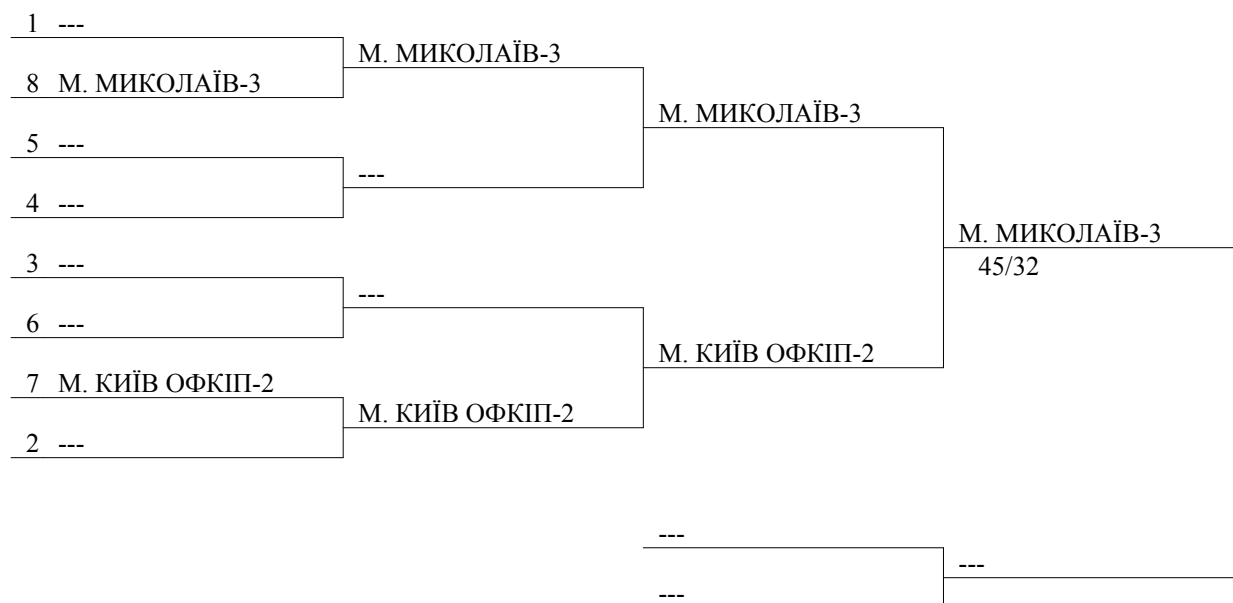 1 ---
8 М. МИКОЛАЇВ-3
5 ---
4 ---
3 ---
6 ---
7 М. КИЇВ ОФКІП-2
2 ---
М. МИКОЛАЇВ-3
---
---
М. КИЇВ ОФКІП-2
М. МИКОЛАЇВ-3
М. КИЇВ ОФКІП-2
М. МИКОЛАЇВ-3
45/32
---
---
---